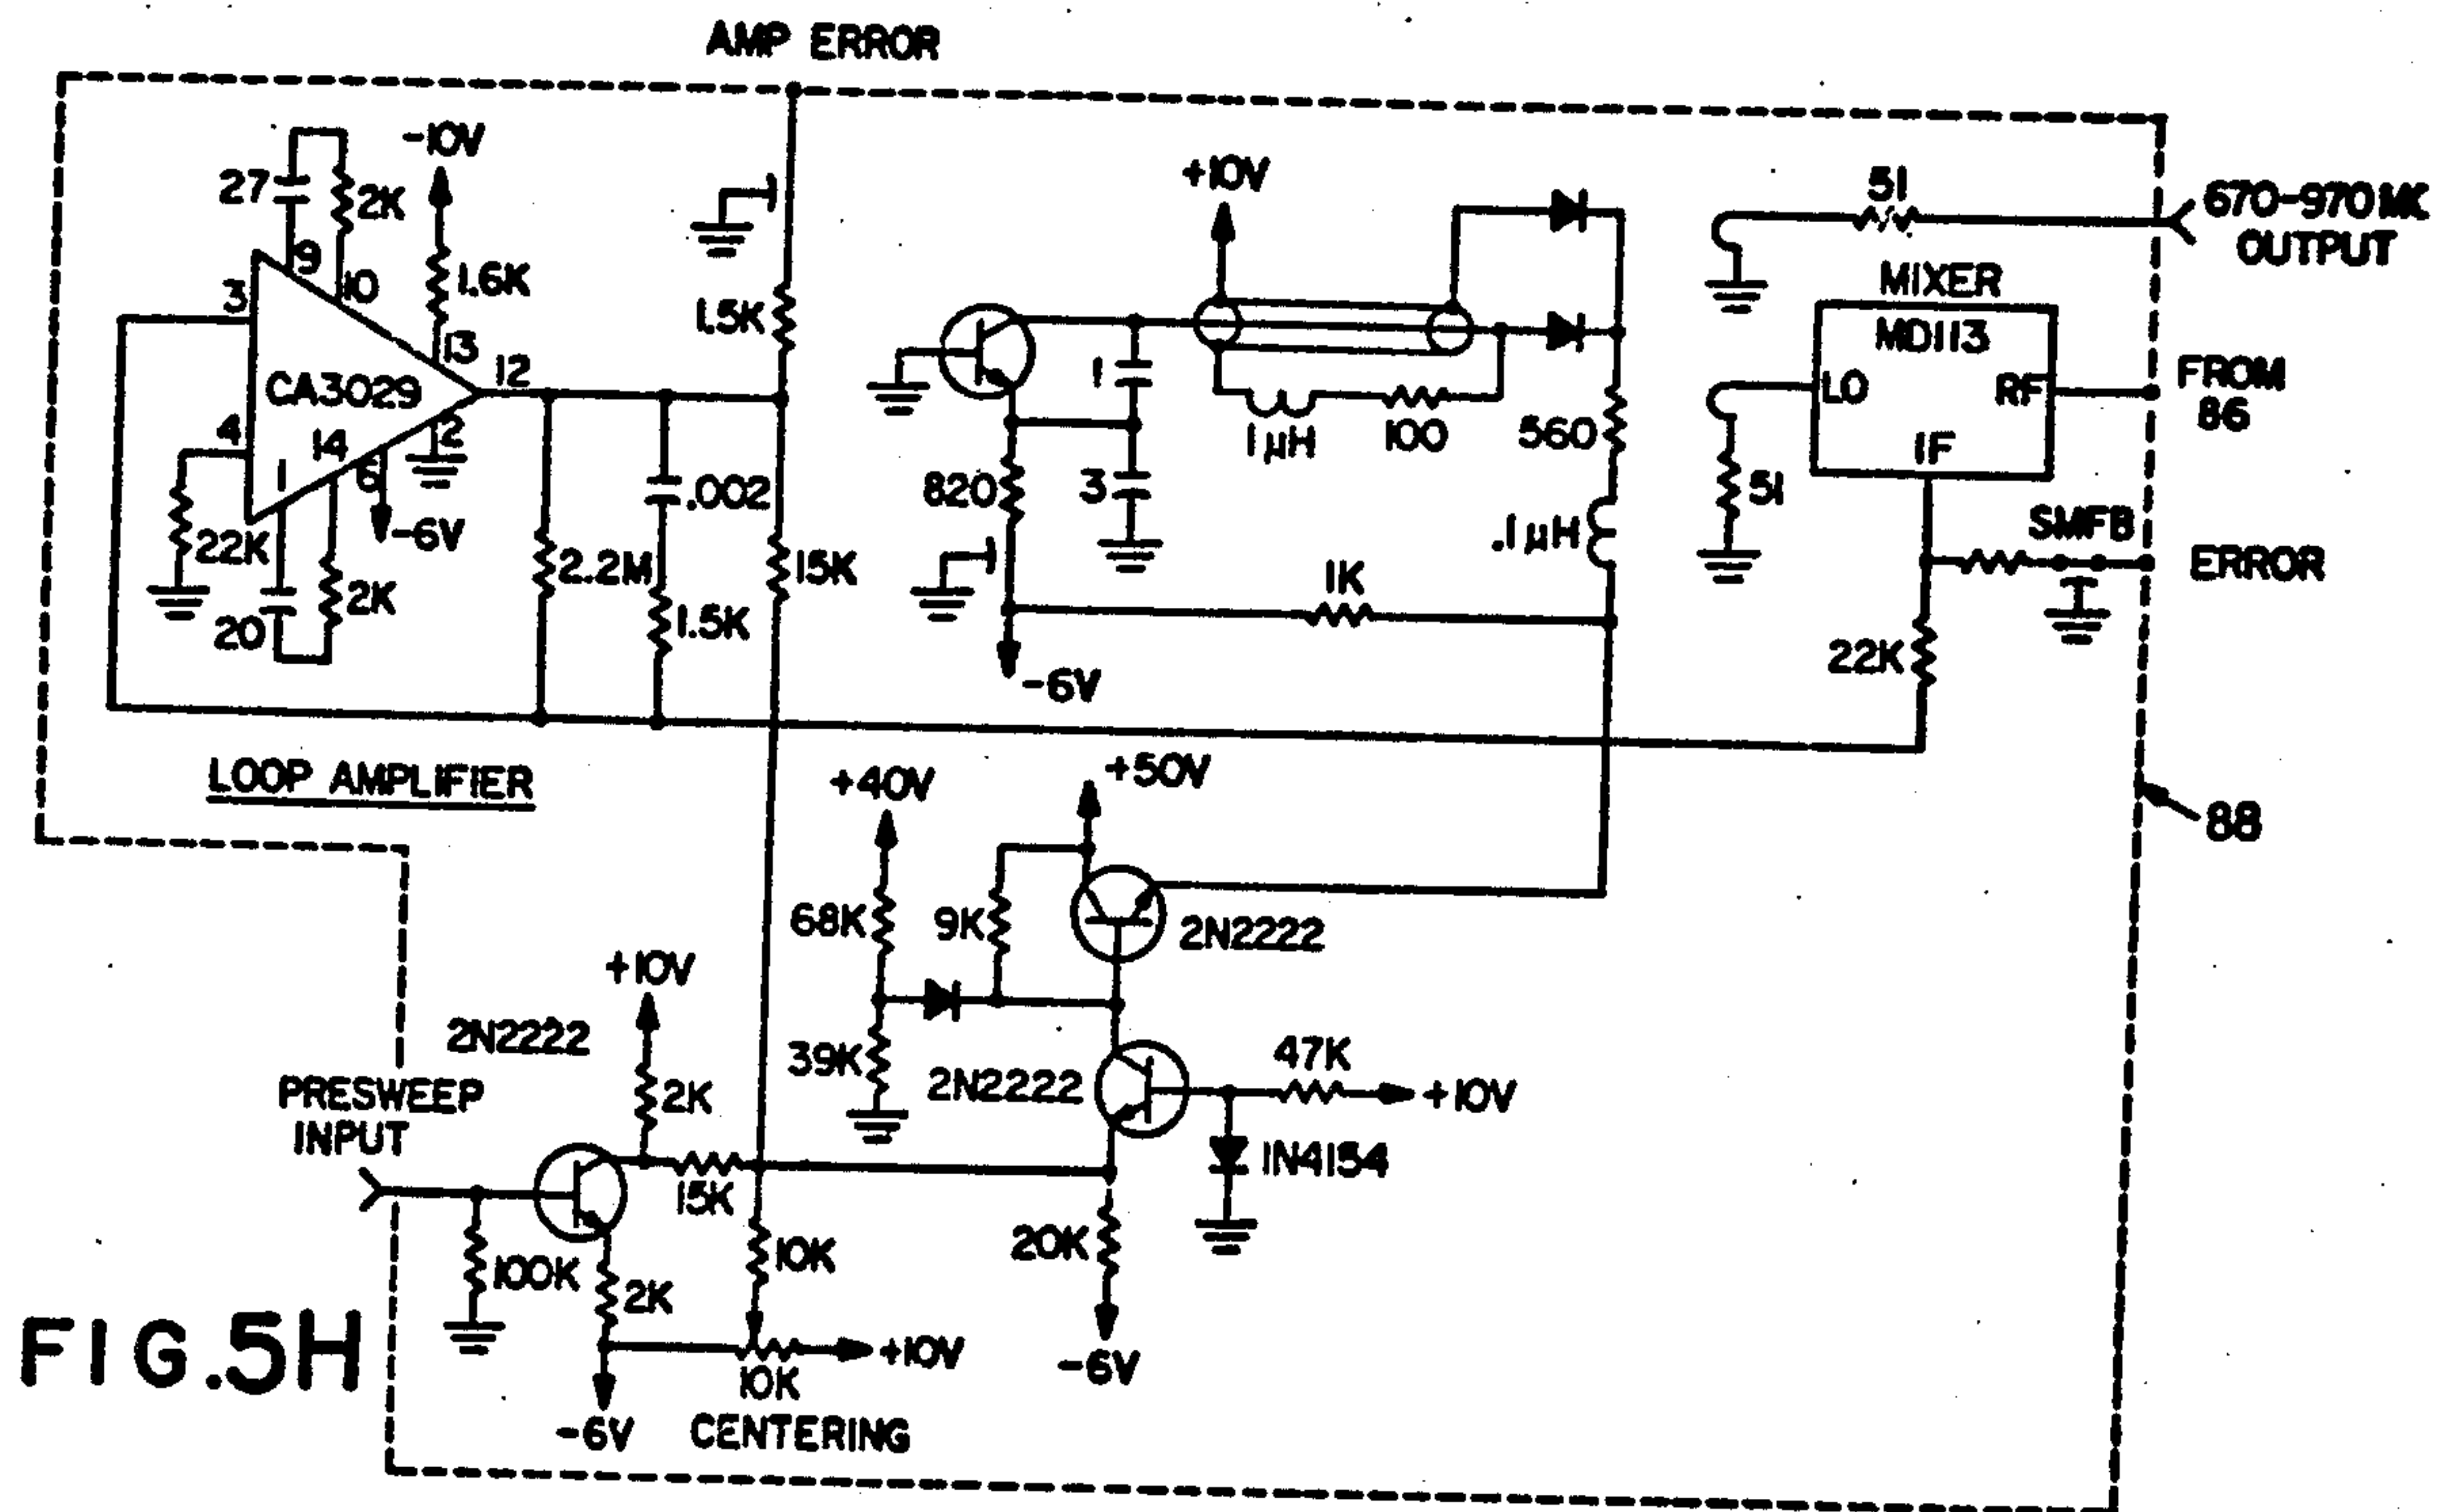 AMP ERROR
-10V
27
2K
9
10
1.6K
3
13
12
CA3029
4
14
1
6
2
-6V
22K
20
2K
2.2M
.002
1.5K
1.5K
15K
LOOP AMPLIFIER
+10V
1
3
820
1µH
100
560
.1µH
1K
-6V
51
670-970MC
OUTPUT
MIXER
MD113
LO
RF
IF
FROM
86
51
SMFB
ERROR
22K
88
+40V
+50V
68K
9K
2N2222
39K
2N2222
47K
+10V
1N4154
20K
-6V
+10V
2N2222
2K
PRESWEEP
INPUT
15K
100K
2K
10K
+10V
10K
-6V
CENTERING
FIG.5H